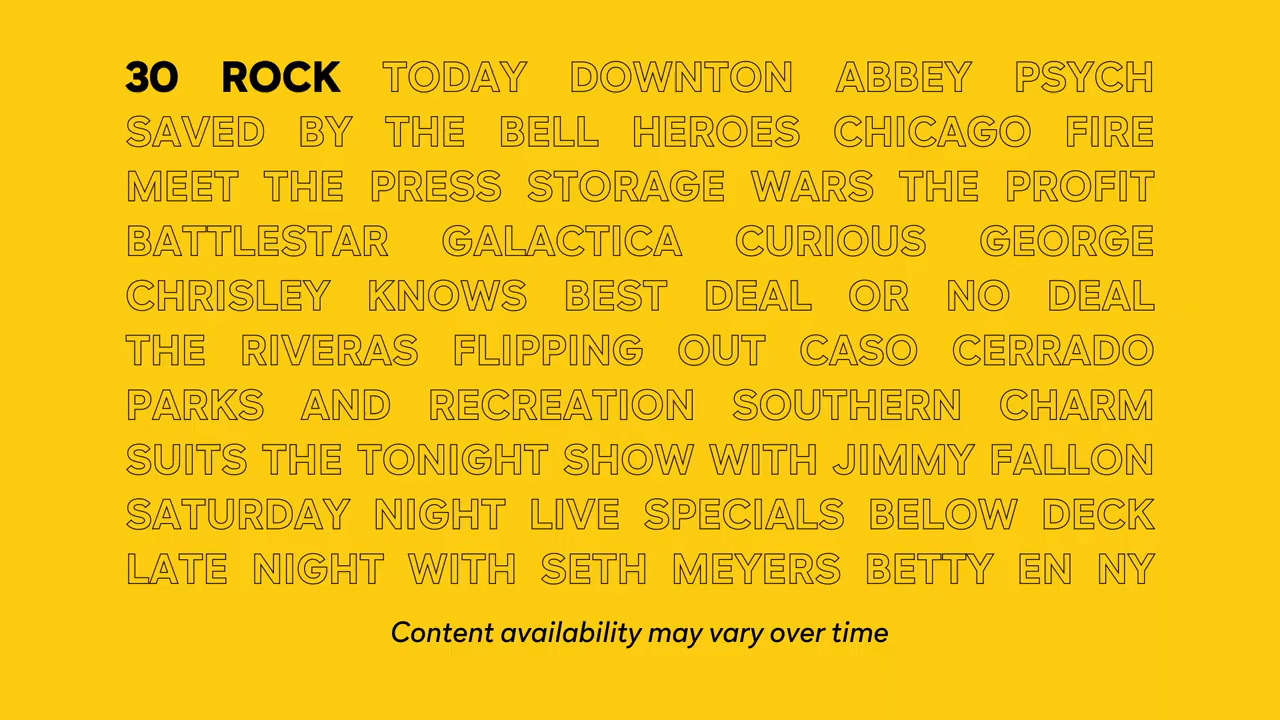 30 ROCK TODAY DOWNTON ABBEY PSYCH
SAVED BY THE BELL HEROES CHICAGO FIRE
MEET THE PRESS STORAGE WARS THE PROFIT
BATTLESTAR GALACTICA CURIOUS GEORGE
CHRISLEY KNOWS BEST DEAL OR NO DEAL
THE RIVERAS FLIPPING OUT CASO CERRADO
PARKS AND RECREATION SOUTHERN CHARM
SUITS THE TONIGHT SHOW WITH JIMMY FALLON
SATURDAY NIGHT LIVE SPECIALS BELOW DECK
LATE NIGHT WITH SETH MEYERS BETTY EN NY
Content availability may vary over time